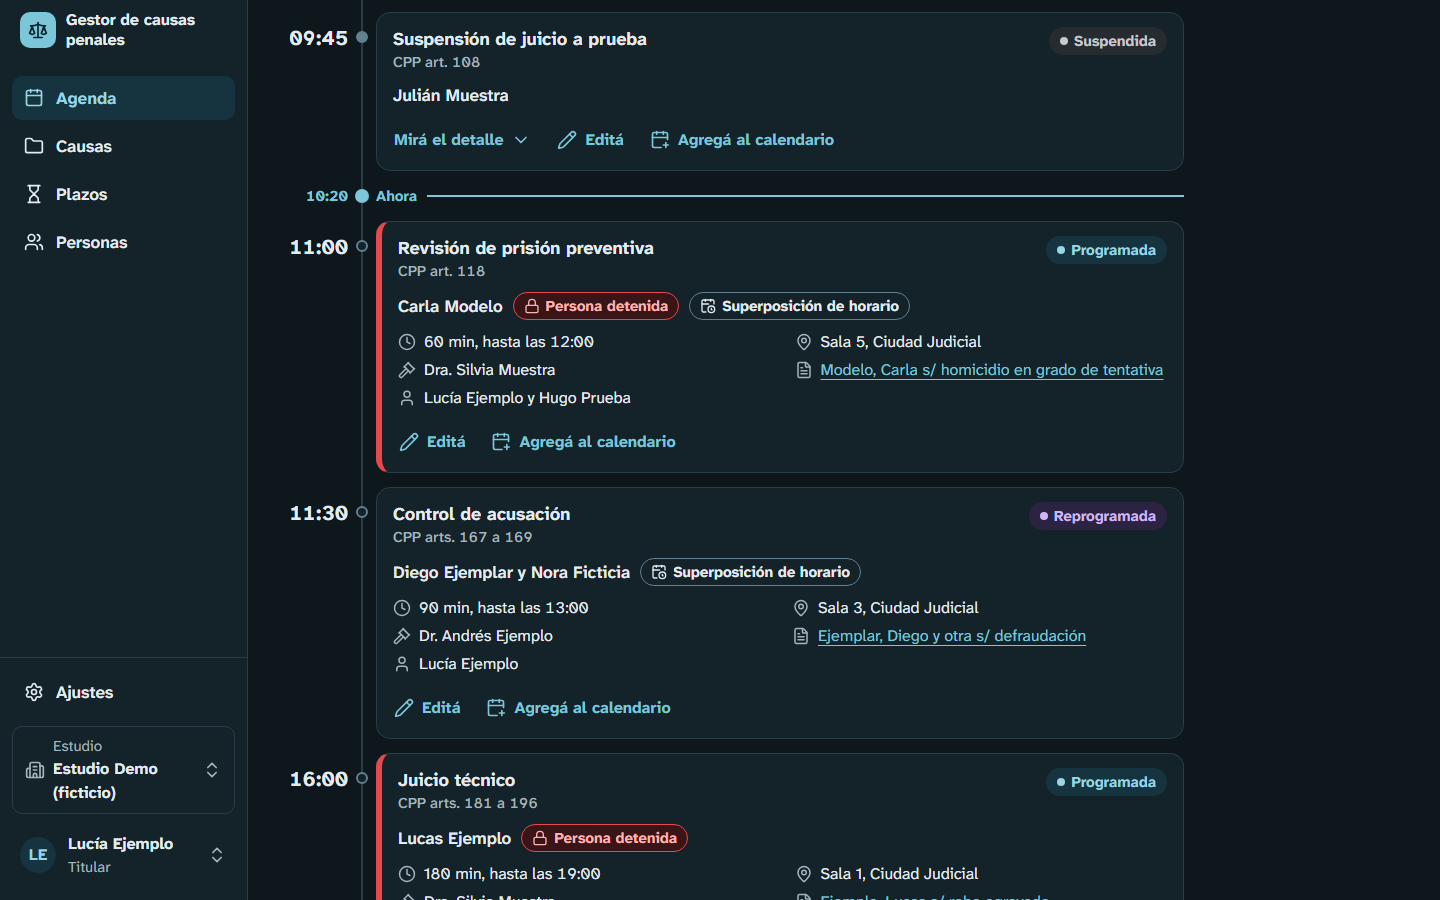 Gestor de causas
penales
Agenda
Causas
Plazos
Personas
Ajustes
Estudio
Estudio Demo
(ficticio)
LE
Lucía Ejemplo
Titular
09:45
Suspensión de juicio a prueba
Suspendida
CPP art. 108
Julián Muestra
Mirá el detalle
Editá
Agregá al calendario
10:20
Ahora
11:00
Revisión de prisión preventiva
Programada
CPP art. 118
Carla Modelo
Persona detenida
Superposición de horario
60 min, hasta las 12:00
Sala 5, Ciudad Judicial
Dra. Silvia Muestra
Modelo, Carla s/ homicidio en grado de tentativa
Lucía Ejemplo y Hugo Prueba
Editá
Agregá al calendario
11:30
Control de acusación
Reprogramada
CPP arts. 167 a 169
Diego Ejemplar y Nora Ficticia
Superposición de horario
90 min, hasta las 13:00
Sala 3, Ciudad Judicial
Dr. Andrés Ejemplo
Ejemplar, Diego y otra s/ defraudación
Lucía Ejemplo
Editá
Agregá al calendario
16:00
Juicio técnico
Programada
CPP arts. 181 a 196
Lucas Ejemplo
Persona detenida
180 min, hasta las 19:00
Sala 1, Ciudad Judicial
Dra. Silvia Muestra
Ejemplo, Lucas s/ robo agravado